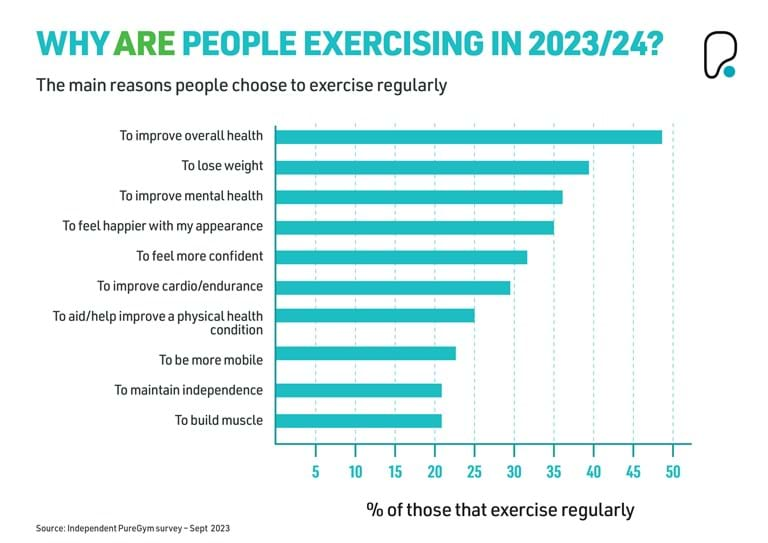 WHY ARE PEOPLE EXERCISING IN 2023/24?
The main reasons people choose to exercise regularly
To improve overall health
To lose weight
To improve mental health
To feel happier with my appearance
To feel more confident
To improve cardio/endurance
To aid/help improve a physical health
condition
To be more mobile
To maintain independence
To build muscle
5 10 15 20 25 30 35 40 45 50
% of those that exercise regularly
Source: Independent PureGym survey – Sept 2023